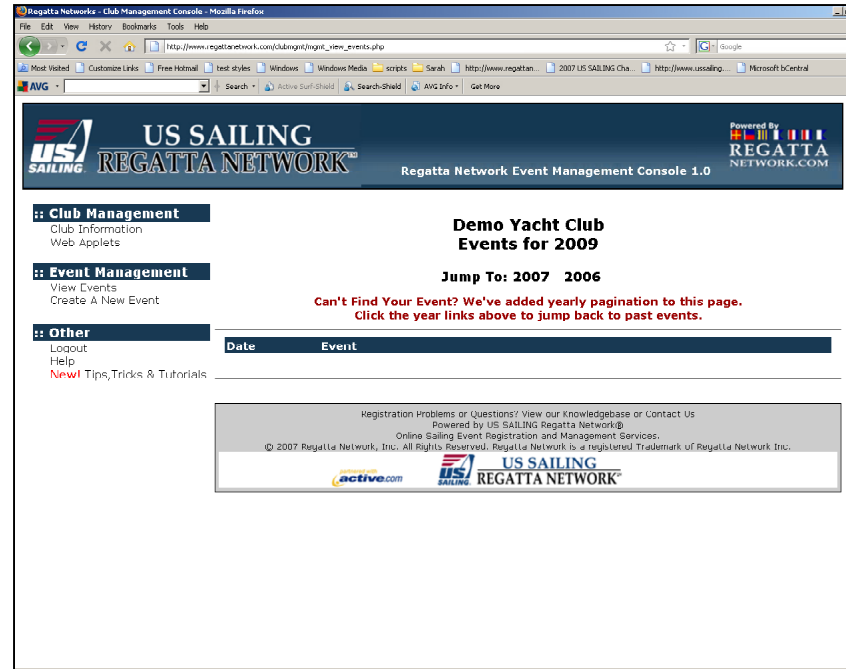 Regatta Networks - Club Management Console - Mozilla Firefox
File Edit View History Bookmarks Tools Help
http://www.regattanetwork.com/clubmgmt/mgmt_view_events.php
G Google
Most Visited Customize Links Free Hotmail test styles Windows Windows Media scripts Sarah http://www.regattan... 2007 US SAILING Cha... http://www.ussailing.... Microsoft bCentral
AVG Search Active Surf-Shield Search-Shield AVG Info Get More
US SAILING
REGATTA NETWORK™
US SAILING.
Regatta Network Event Management Console 1.0
Powered By
REGATTA
NETWORK.COM
:: Club Management
Club Information
Web Applets
:: Event Management
View Events
Create A New Event
:: Other
Logout
Help
New! Tips,Tricks & Tutorials
Demo Yacht Club
Events for 2009
Jump To: 2007 2006
Can't Find Your Event? We've added yearly pagination to this page.
Click the year links above to jump back to past events.
Date Event
Registration Problems or Questions? View our Knowledgebase or Contact Us
Powered by US SAILING Regatta Network®
Online Sailing Event Registration and Management Services.
© 2007 Regatta Network, Inc. All Rights Reserved. Regatta Network is a registered Trademark of Regatta Network Inc.
partnered with
active.com
US SAILING.
US SAILING
REGATTA NETWORK™